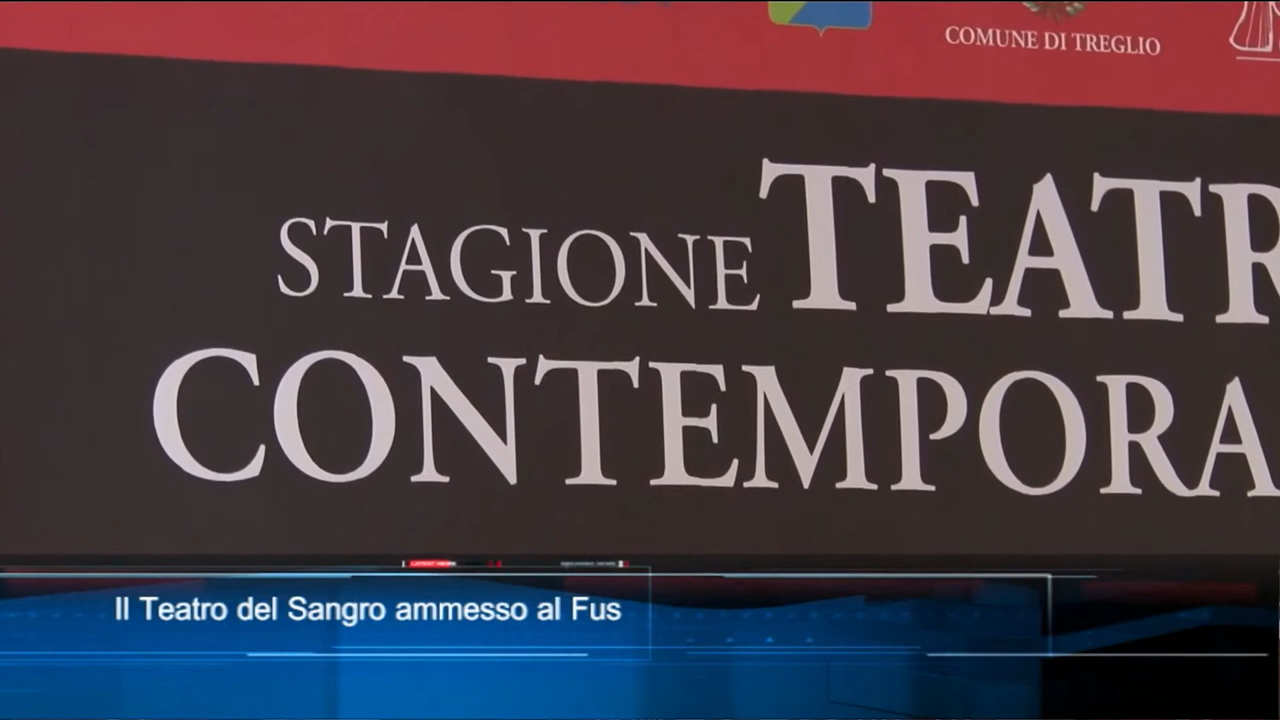 COMUNE DI TREGLIO
STAGIONE TEATR
CONTEMPORA
Il Teatro del Sangro ammesso al Fus